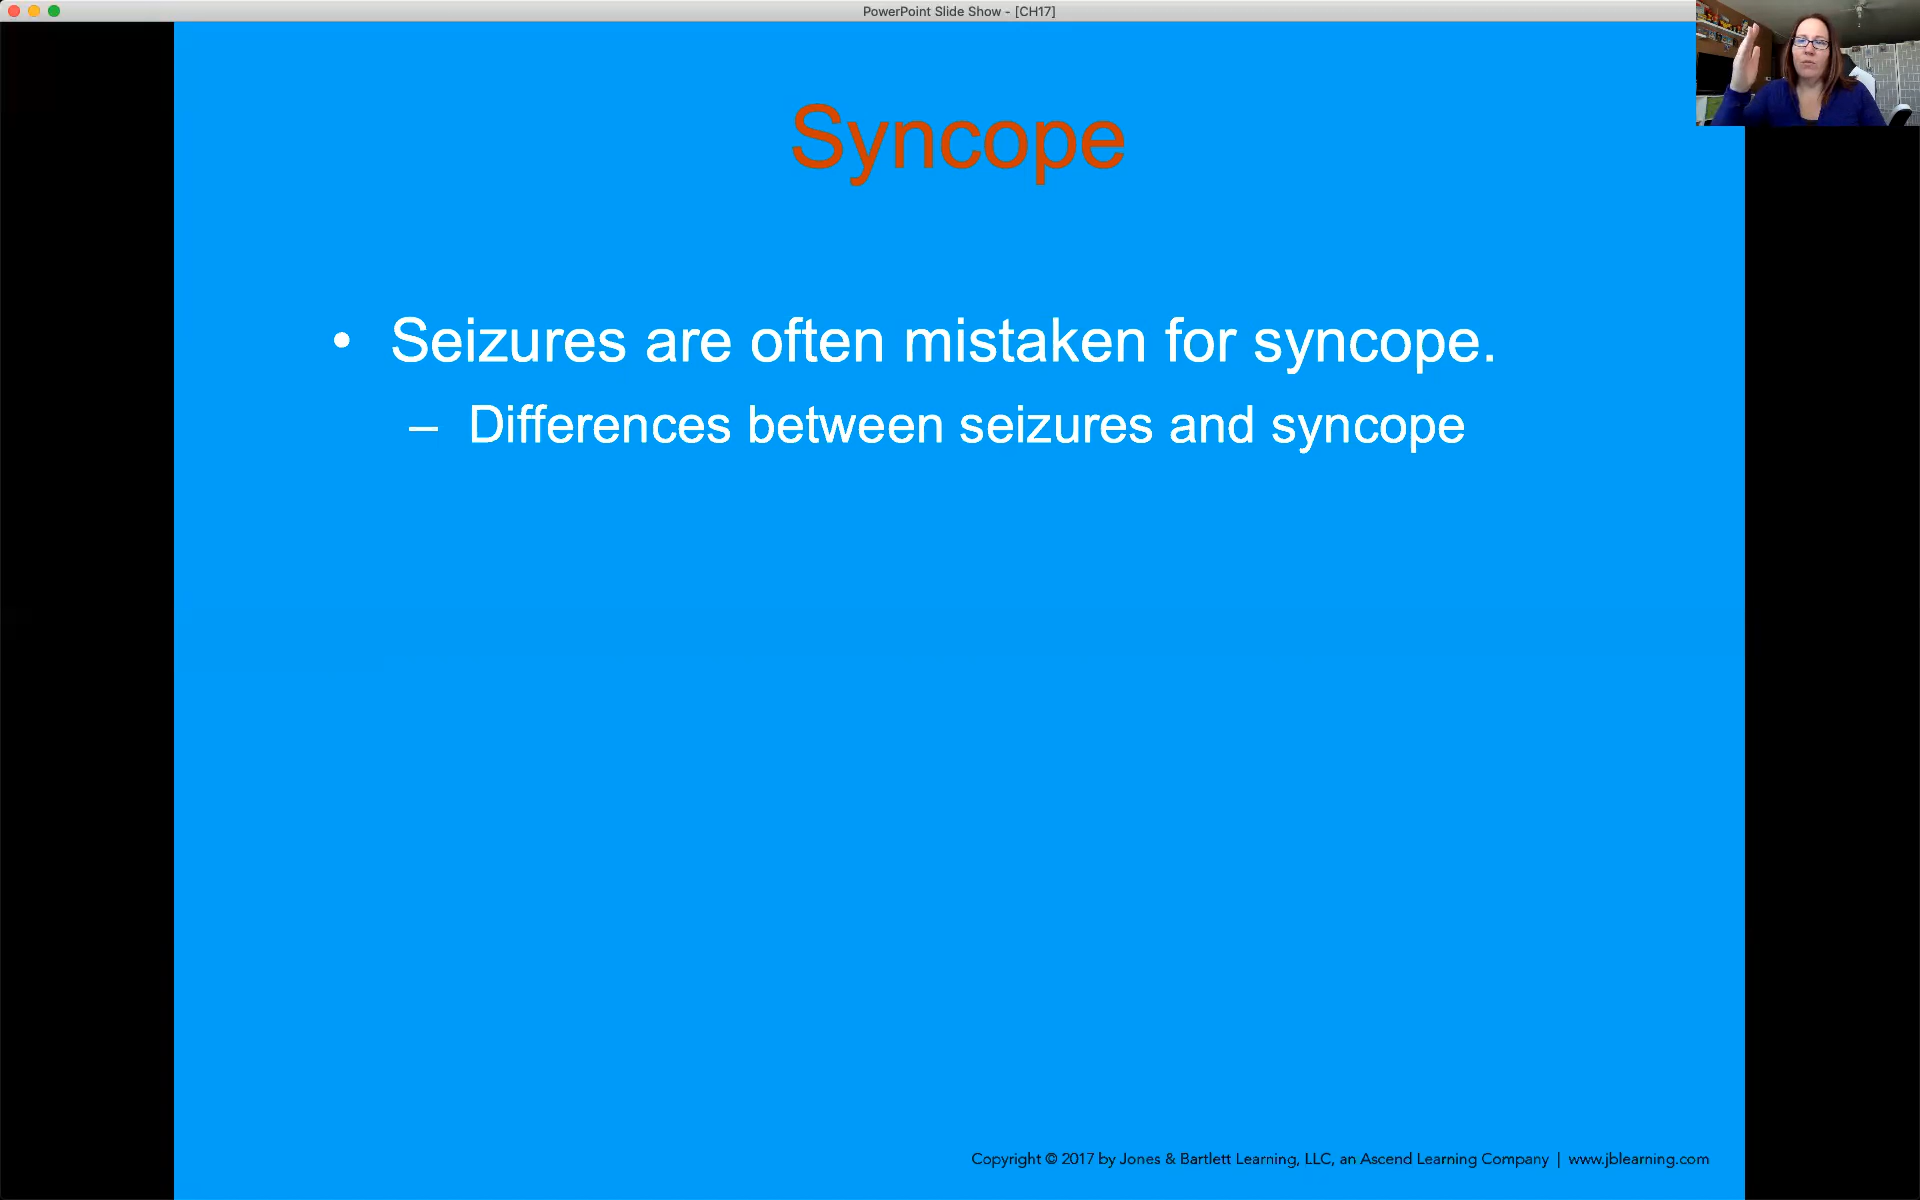 PowerPoint Slide Show - [CH17]
Syncope
• Seizures are often mistaken for syncope.
– Differences between seizures and syncope
Copyright © 2017 by Jones & Bartlett Learning, LLC, an Ascend Learning Company | www.jblearning.com